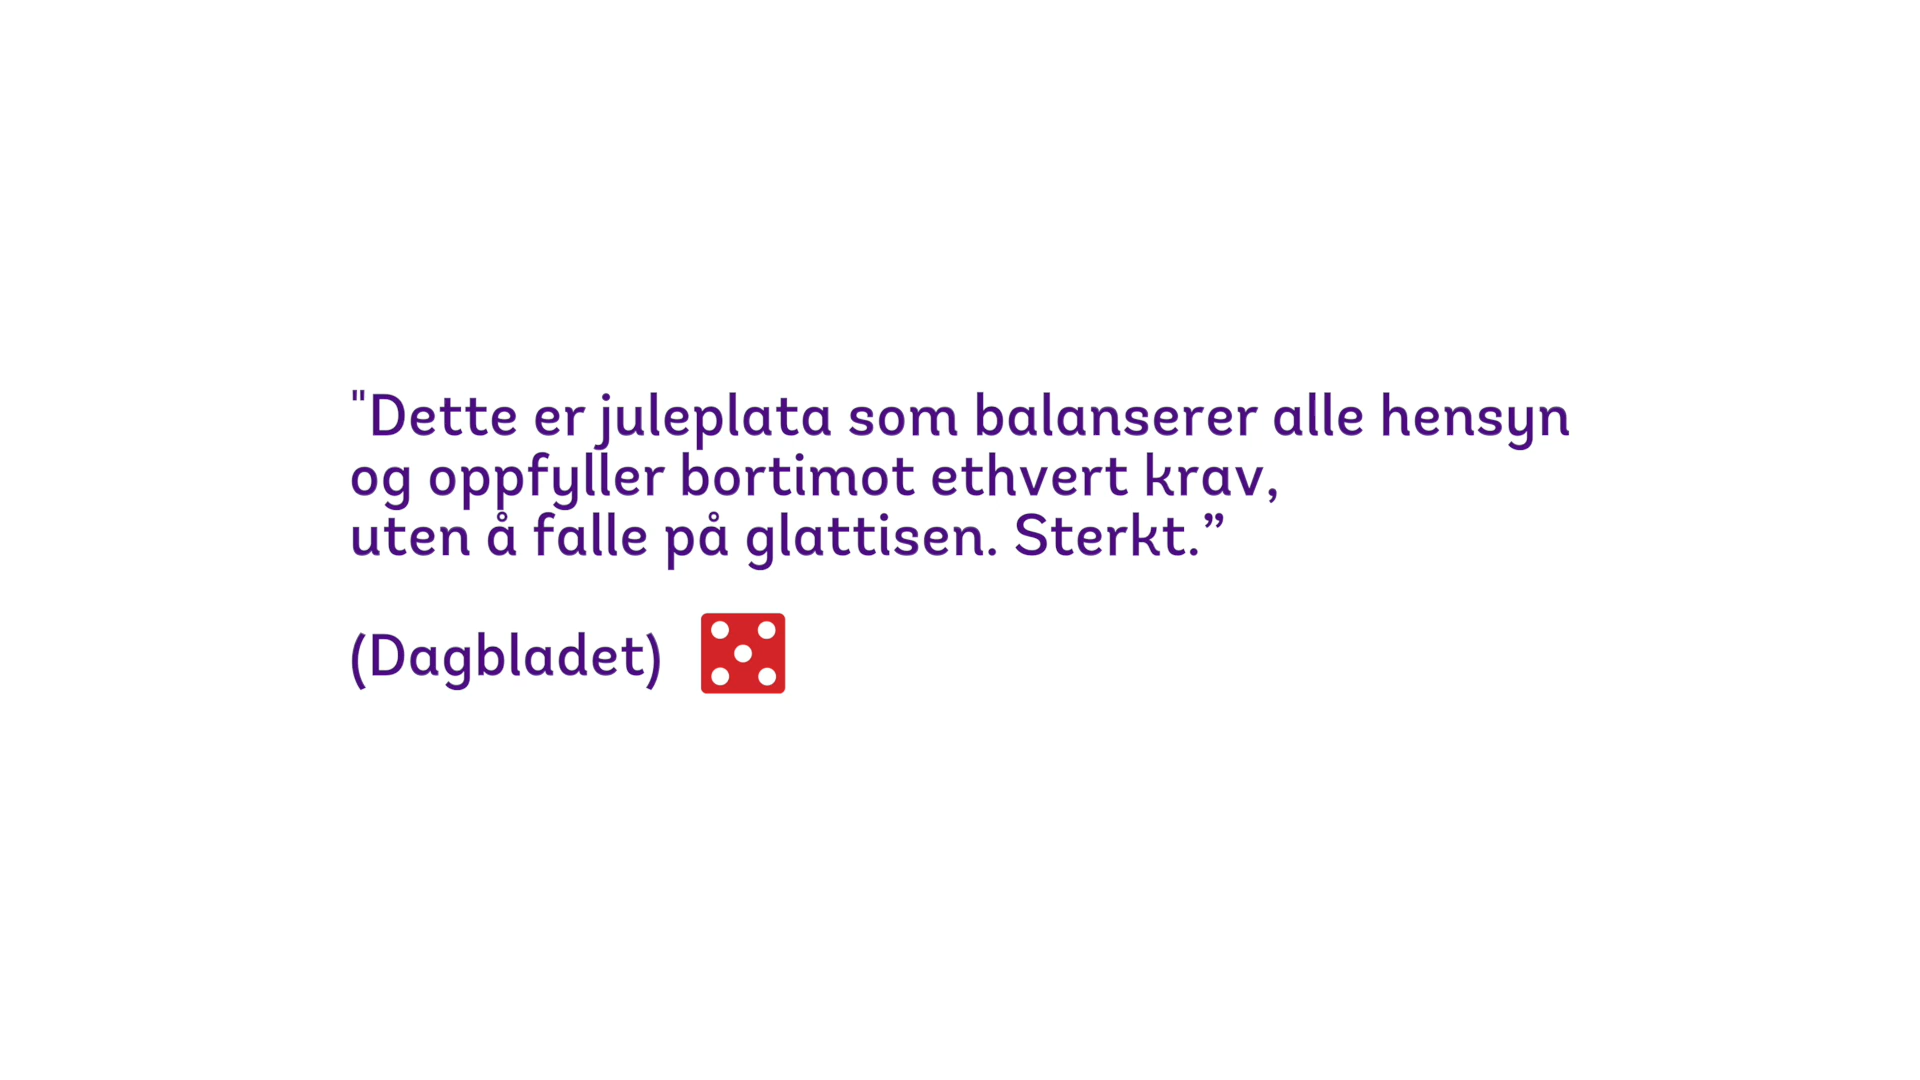 "Dette er juleplata som balanserer alle hensyn
og oppfyller bortimot ethvert krav,
uten å falle på glattisen. Sterkt.”
(Dagbladet)